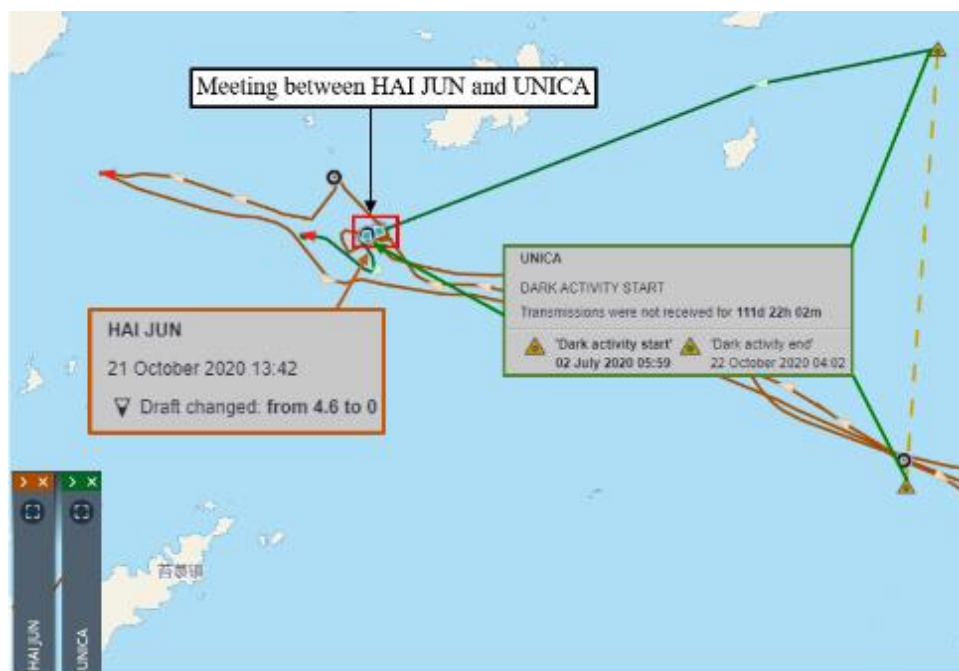 Meeting between HAI JUN and UNICA
UNICA
DARK ACTIVITY START
Transmissions were not received for 111d 22h 02m
'Dark activity start'
02 July 2020 05:59
'Dark activity end'
22 October 2020 04:02
HAI JUN
21 October 2020 13:42
Draft changed: from 4.6 to 0
HAI JUN
UNICA